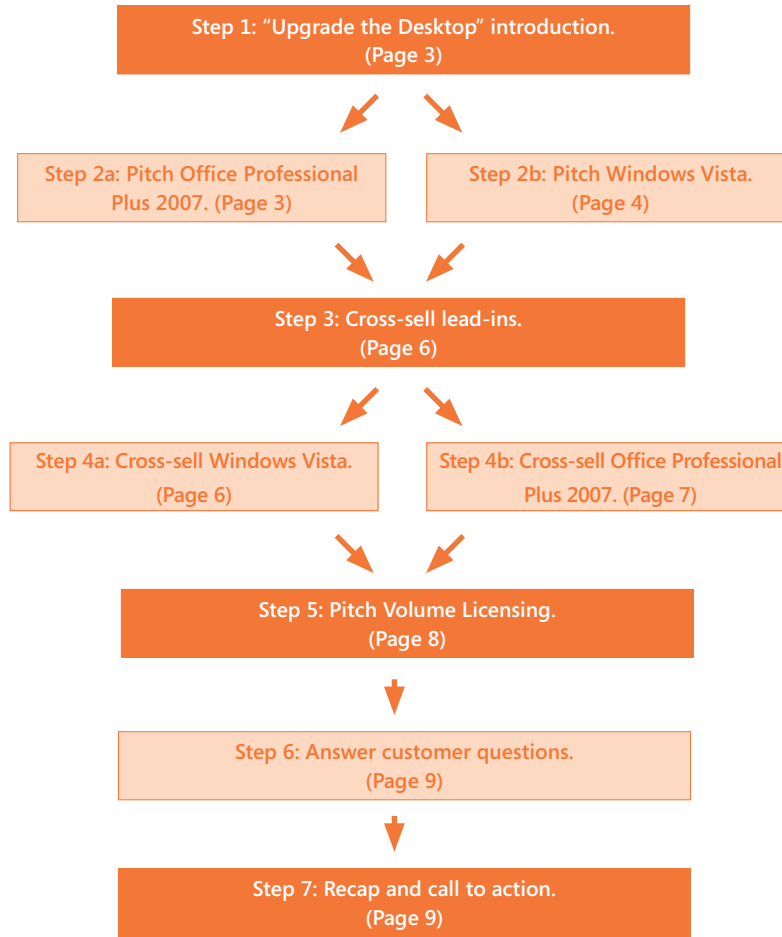 Step 1: “Upgrade the Desktop” introduction.
(Page 3)
Step 2a: Pitch Office Professional
Plus 2007. (Page 3)
Step 2b: Pitch Windows Vista.
(Page 4)
Step 3: Cross-sell lead-ins.
(Page 6)
Step 4a: Cross-sell Windows Vista.
(Page 6)
Step 4b: Cross-sell Office Professional
Plus 2007. (Page 7)
Step 5: Pitch Volume Licensing.
(Page 8)
Step 6: Answer customer questions.
(Page 9)
Step 7: Recap and call to action.
(Page 9)